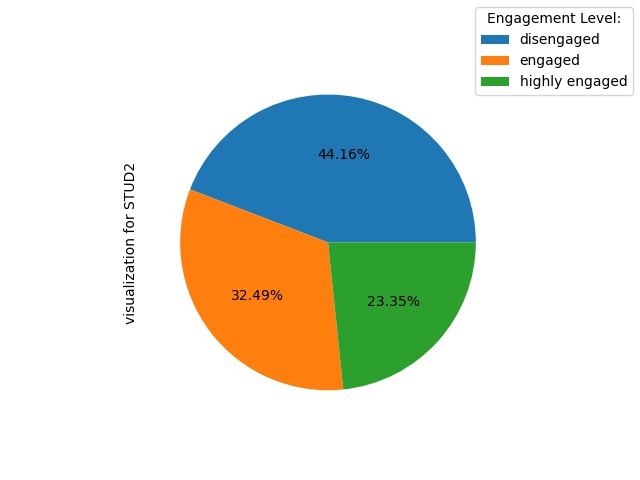 Engagement Level:
disengaged
engaged
highly engaged
44.16%
visualization for STUD2
32.49%
23.35%